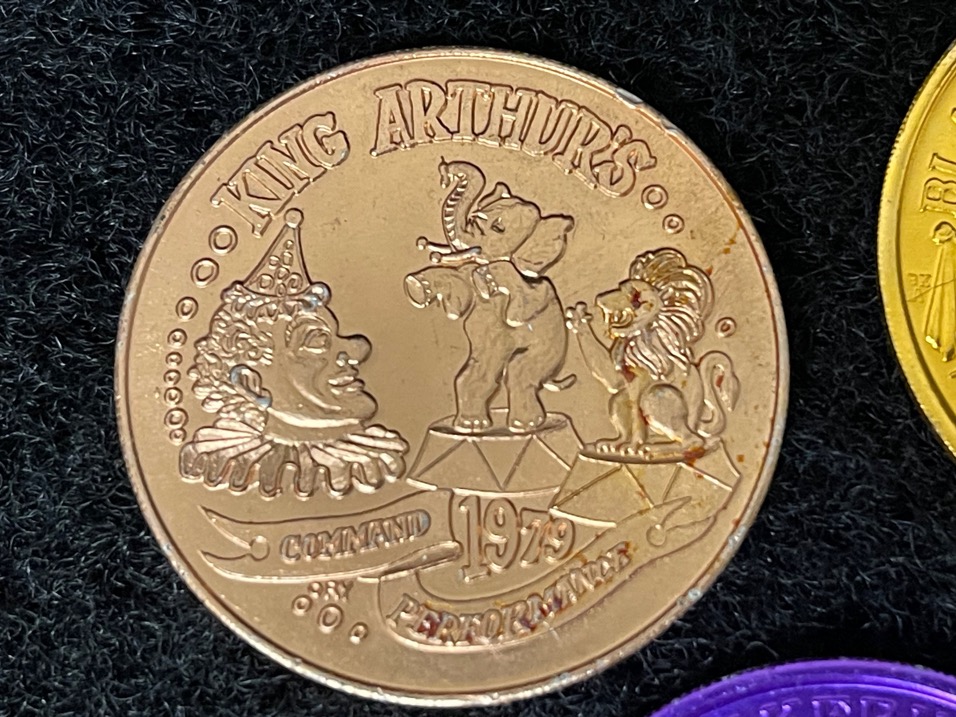 KING ARTHUR'S
COMMAND
1979
PERFORMANCE